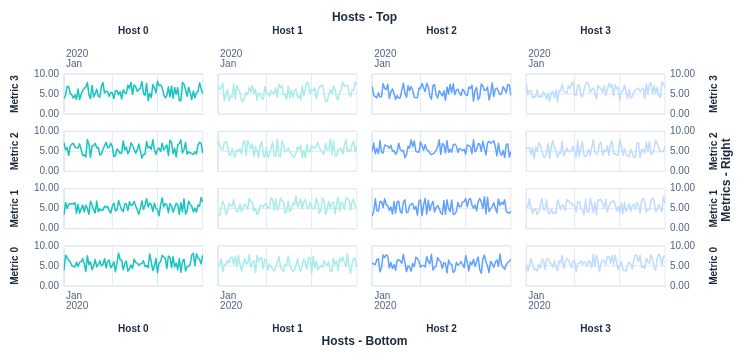 Hosts - Top
Host 0 Host 1 Host 2 Host 3
2020 2020 2020 2020
Jan Jan Jan Jan
Metric 3 10.00 10.00 Metric 3
5.00 5.00
0.00 0.00
Metric 2 10.00 10.00 Metric 2
5.00 5.00
0.00 0.00
Metrics - Right
Metric 1 10.00 10.00 Metric 1
5.00 5.00
0.00 0.00
Metric 0 10.00 10.00 Metric 0
5.00 5.00
0.00 0.00
Jan Jan Jan Jan
2020 2020 2020 2020
Host 0 Host 1 Host 2 Host 3
Hosts - Bottom